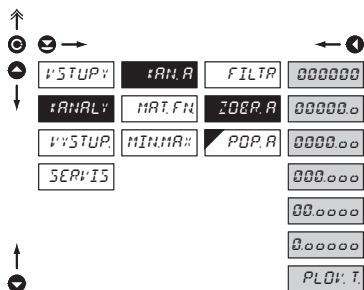 VSTUPY KAN. A FILTR 000000
KANALY MAT. FN. ZOBR. A 00000.0
VYSTUP. MIN.MAX POP. A 0000.00
SERVIS 000.000
00.0000
0.00000
PLOV. T.